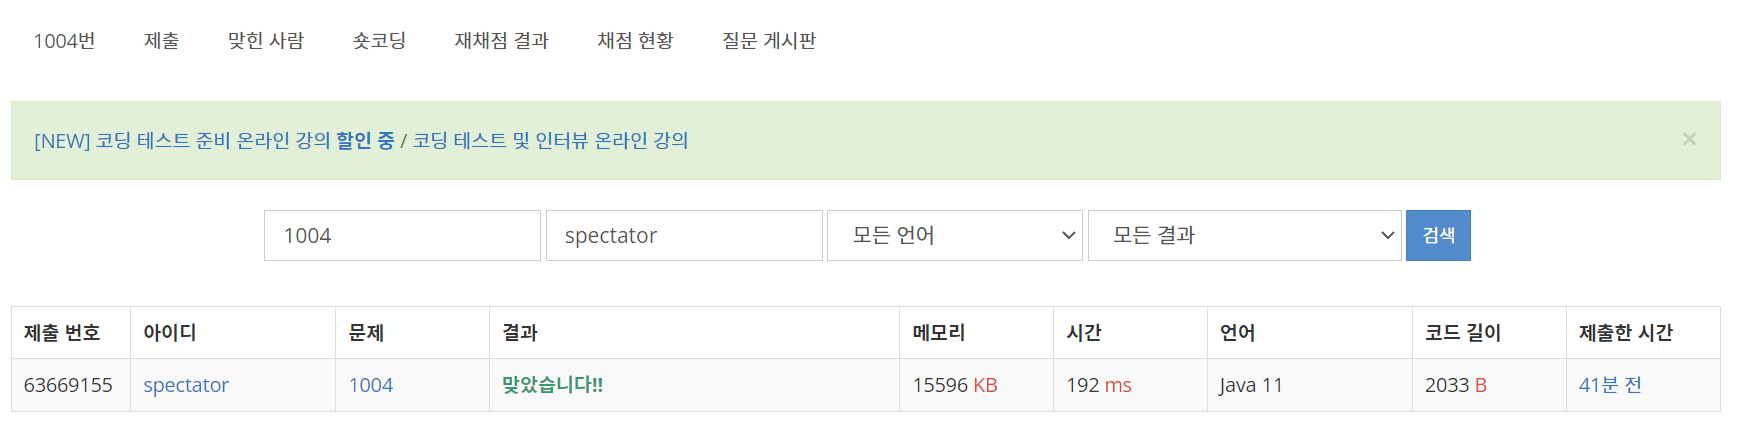 1004번 제출 맞힌 사람 숏코딩 재채점 결과 채점 현황 질문 게시판
[NEW] 코딩 테스트 준비 온라인 강의 할인 중 / 코딩 테스트 및 인터뷰 온라인 강의 ×
1004 spectator 모든 언어 모든 결과 검색
제출 번호 아이디 문제 결과 메모리 시간 언어 코드 길이 제출한 시간
63669155 spectator 1004 맞았습니다!! 15596 KB 192 ms Java 11 2033 B 41분 전